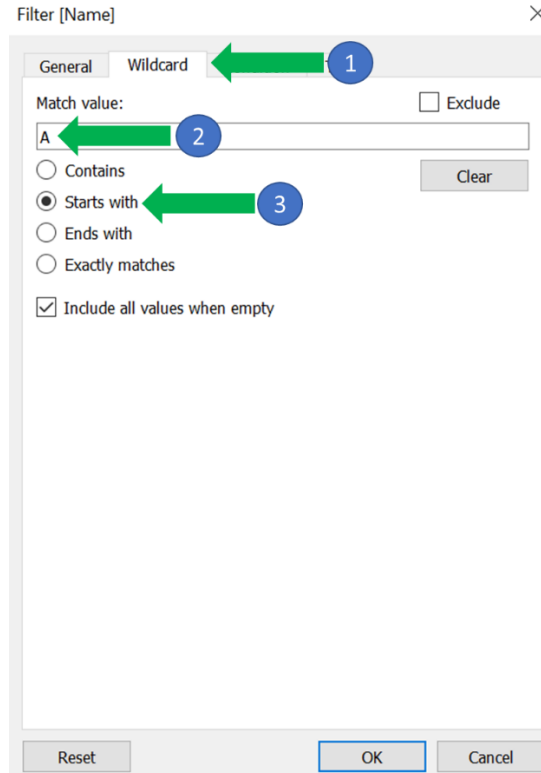 Filter [Name]
General Wildcard 1
Match value: Exclude
A 2
Contains Clear
Starts with 3
Ends with
Exactly matches
Include all values when empty
Reset OK Cancel